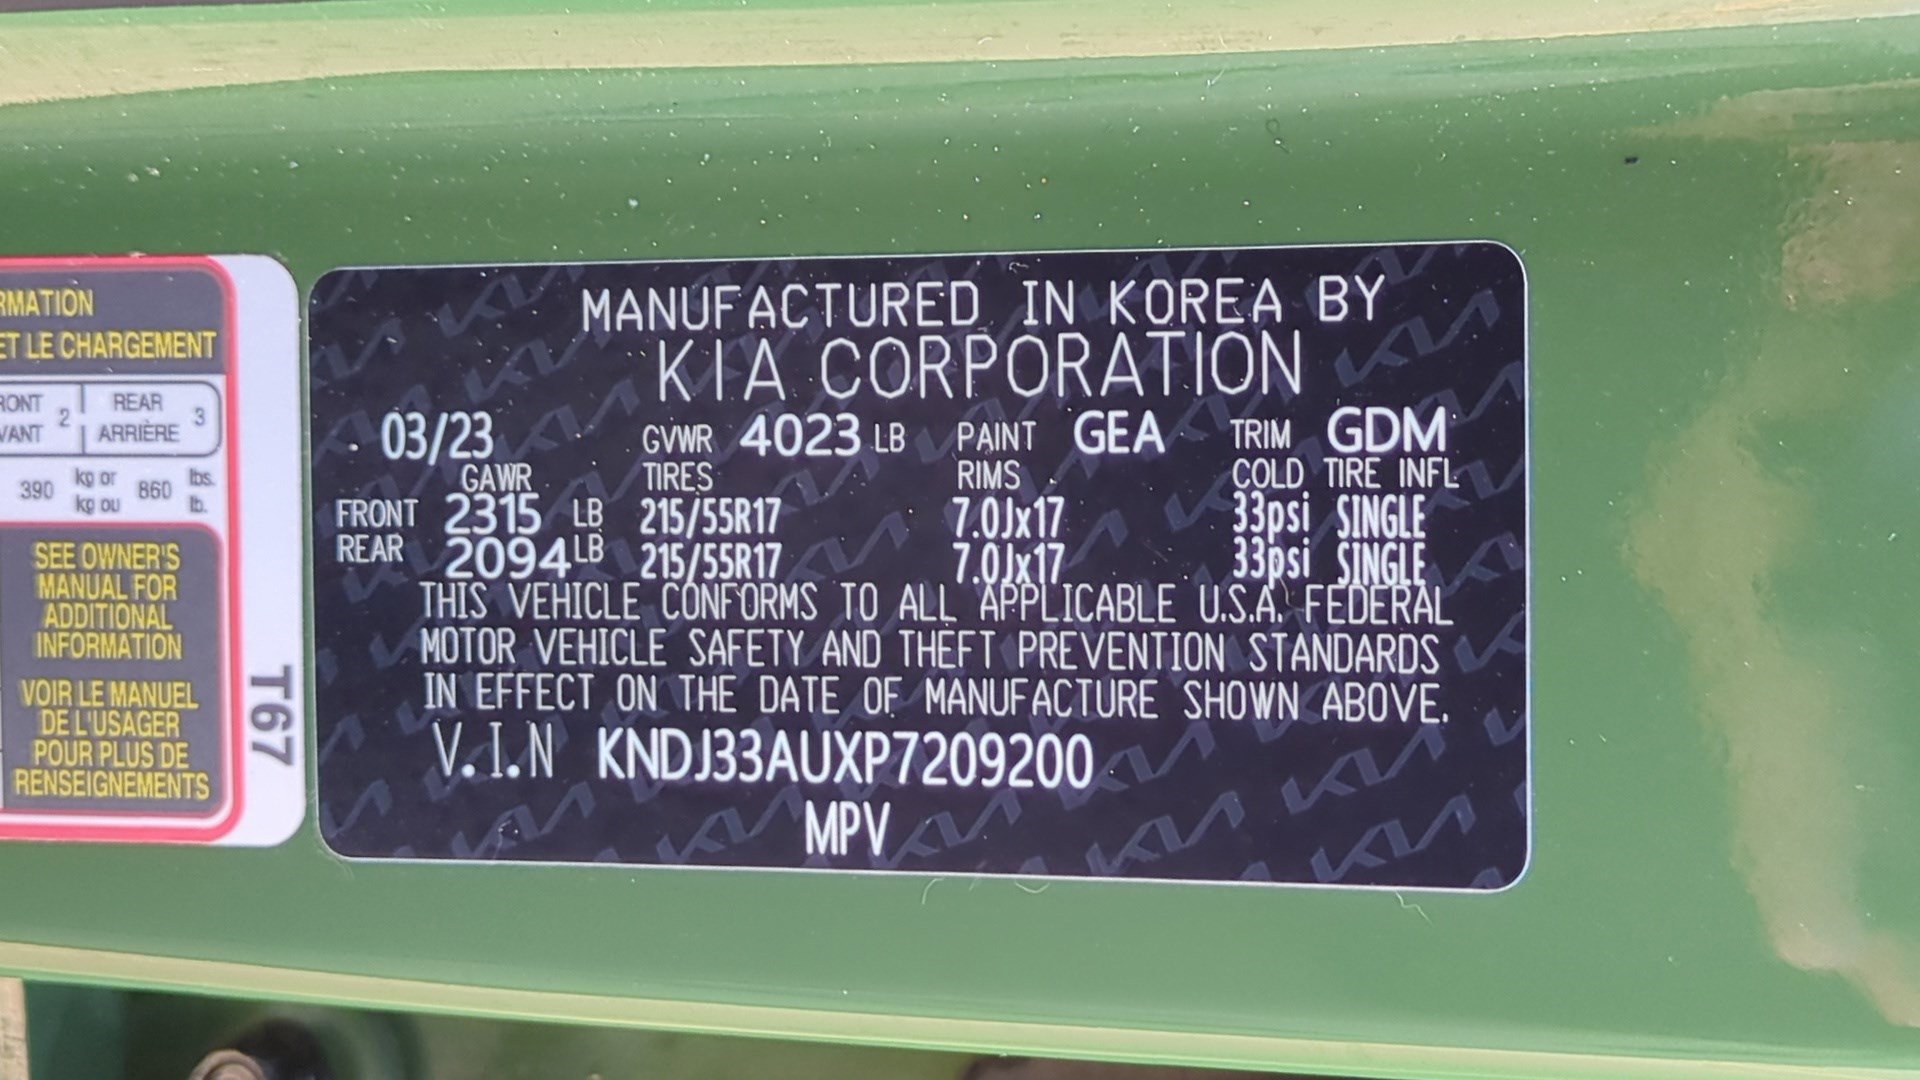 RMATION
ET LE CHARGEMENT
RONT 2 REAR 3
VANT ARRIÈRE
390 kg or 860 lbs.
kg ou lb.
SEE OWNER'S
MANUAL FOR
ADDITIONAL
INFORMATION
VOIR LE MANUEL
DE L'USAGER
POUR PLUS DE
RENSEIGNEMENTS
T67
MANUFACTURED IN KOREA BY
KIA CORPORATION
03/23 GVWR 4023 LB PAINT GEA TRIM GDM
GAWR TIRES RIMS COLD TIRE INFL
FRONT 2315 LB 215/55R17 7.0Jx17 33psi SINGLE
REAR 2094 LB 215/55R17 7.0Jx17 33psi SINGLE
THIS VEHICLE CONFORMS TO ALL APPLICABLE U.S.A. FEDERAL
MOTOR VEHICLE SAFETY AND THEFT PREVENTION STANDARDS
IN EFFECT ON THE DATE OF MANUFACTURE SHOWN ABOVE.
V.I.N KNDJ33AUXP7209200
MPV